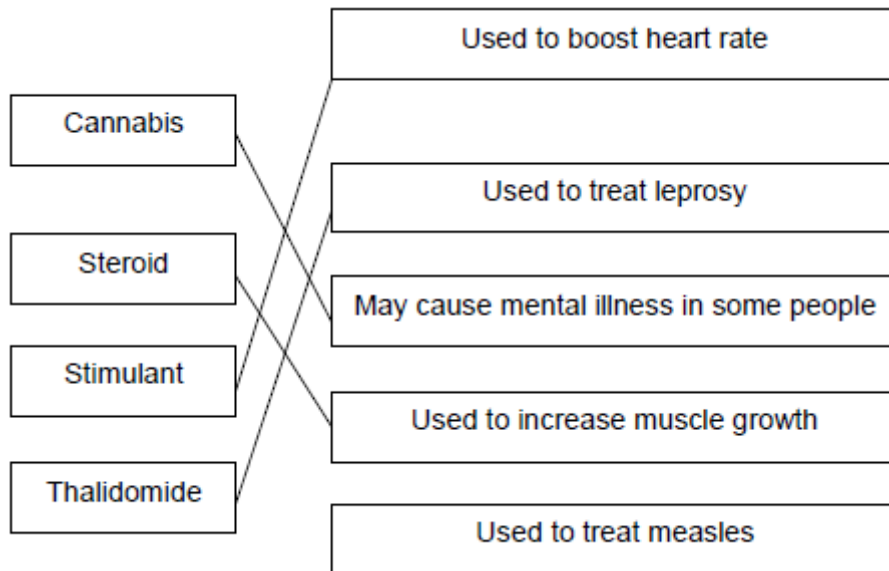 Cannabis
Steroid
Stimulant
Thalidomide
Used to boost heart rate
Used to treat leprosy
May cause mental illness in some people
Used to increase muscle growth
Used to treat measles